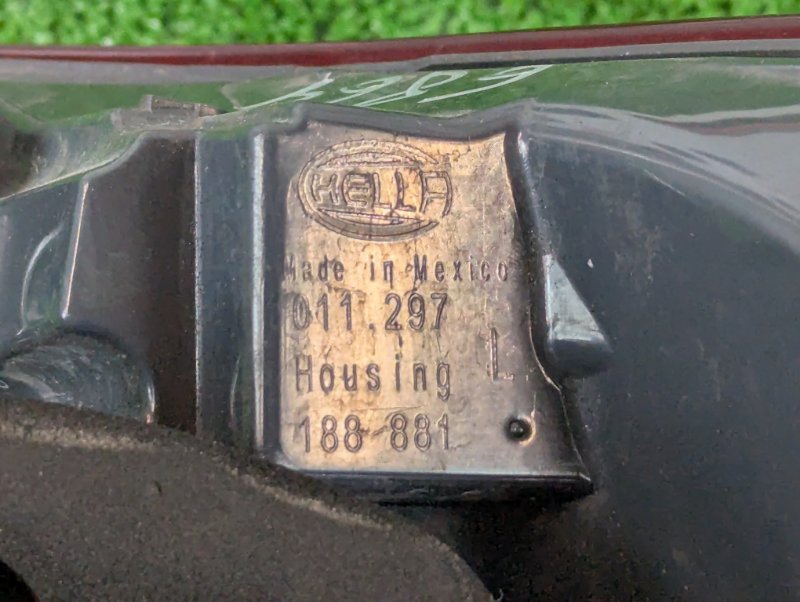 HELLA
Made in Mexico
011.297
Housing L
188 881